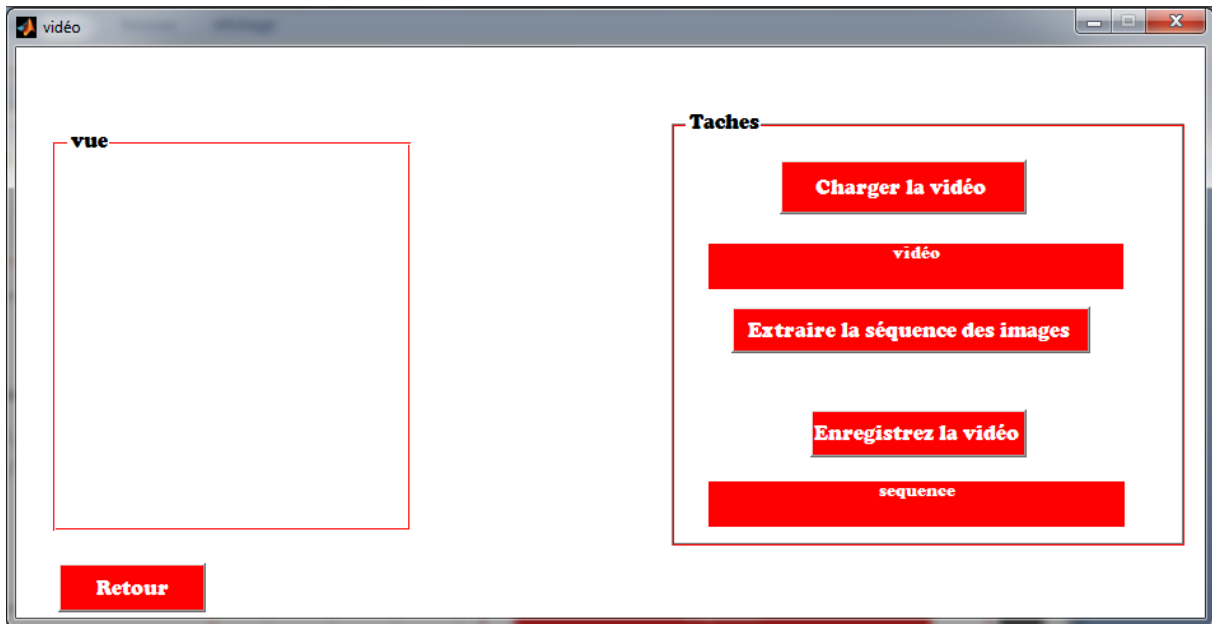 vidéo
vue
Taches
Charger la vidéo
vidéo
Extraire la séquence des images
Enregistrez la vidéo
sequence
Retour